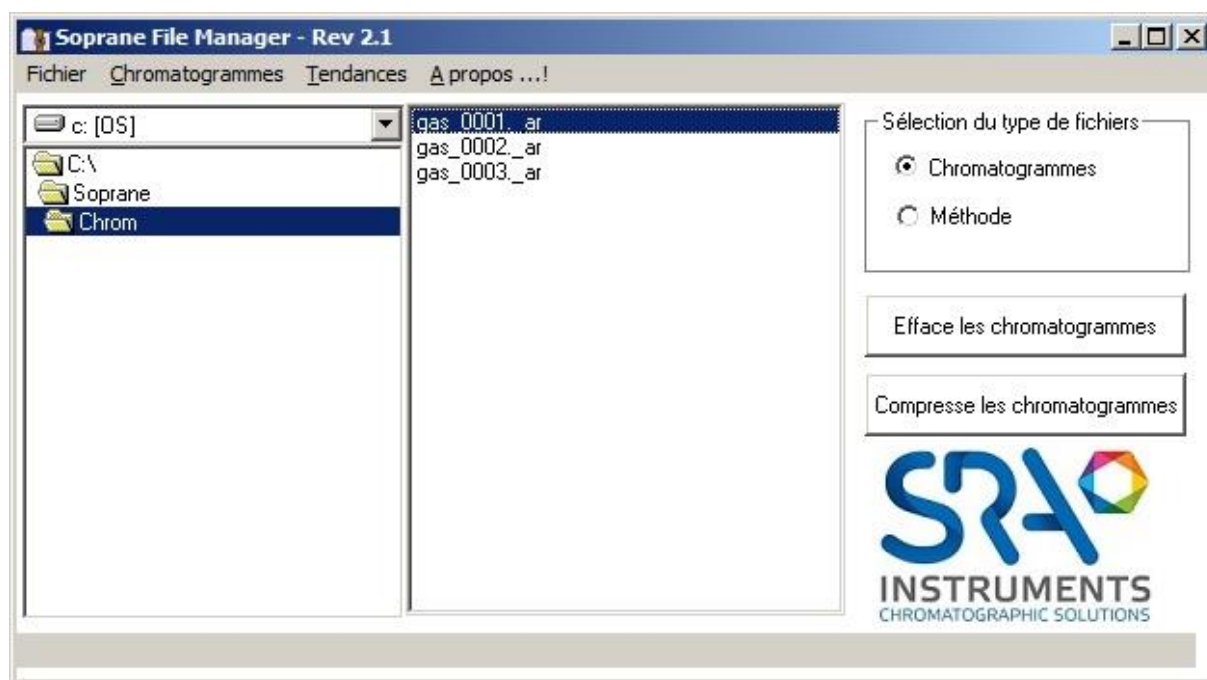 Soprane File Manager - Rev 2.1
Fichier Chromatogrammes Tendances A propos ...!
c: [OS]
C:\
Soprane
Chrom
gas_0001._ar
gas_0002._ar
gas_0003._ar
Sélection du type de fichiers
Chromatogrammes
Méthode
Efface les chromatogrammes
Compresse les chromatogrammes
SRA
INSTRUMENTS
CHROMATOGRAPHIC SOLUTIONS